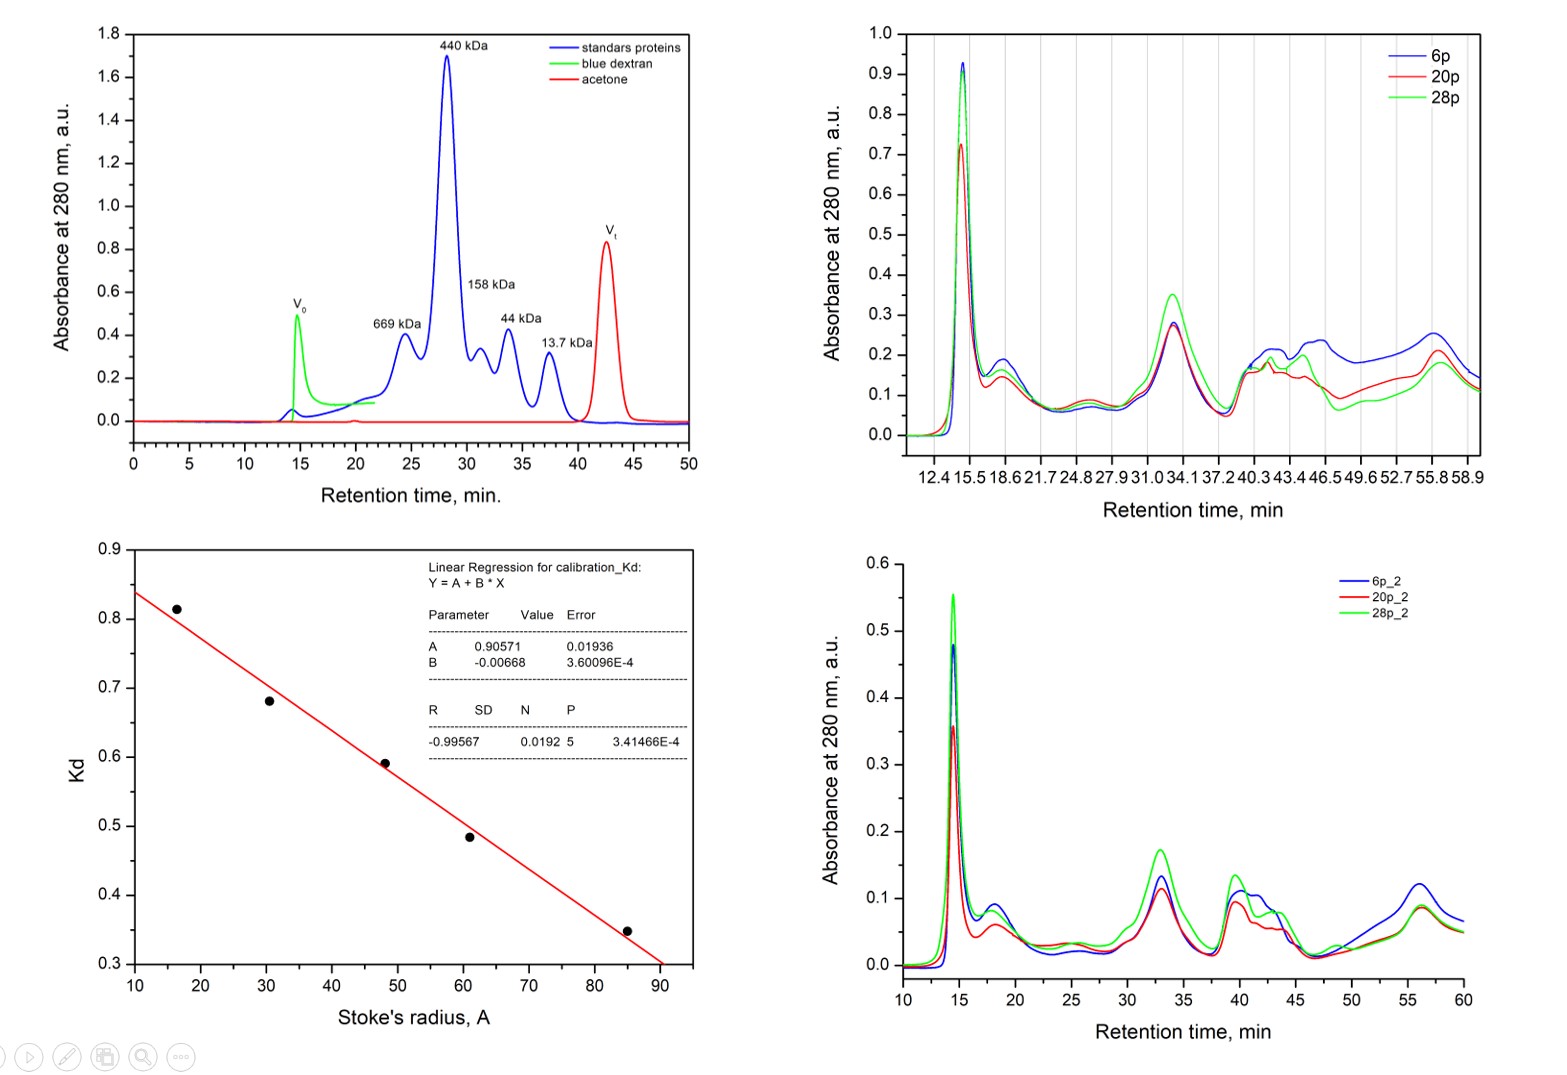 1.8
1.6
1.4
1.2
1.0
0.8
0.6
0.4
0.2
0.0
Absorbance at 280 nm, a.u.
440 kDa
standars proteins
blue dextran
acetone
V₀
669 kDa
158 kDa
44 kDa
13.7 kDa
Vₜ
0 5 10 15 20 25 30 35 40 45 50
Retention time, min.
1.0
0.9
0.8
0.7
0.6
0.5
0.4
0.3
0.2
0.1
0.0
Absorbance at 280 nm, a.u.
6p
20p
28p
12.4 15.5 18.6 21.7 24.8 27.9 31.0 34.1 37.2 40.3 43.4 46.5 49.6 52.7 55.8 58.9
Retention time, min
0.9
0.8
0.7
0.6
0.5
0.4
0.3
Kd
Linear Regression for calibration_Kd:
Y = A + B * X
Parameter Value Error
A 0.90571 0.01936
B -0.00668 3.60096E-4
R SD N P
-0.99567 0.0192 5 3.41466E-4
10 20 30 40 50 60 70 80 90
Stoke's radius, A
0.6
0.5
0.4
0.3
0.2
0.1
0.0
Absorbance at 280 nm, a.u.
6p_2
20p_2
28p_2
10 15 20 25 30 35 40 45 50 55 60
Retention time, min